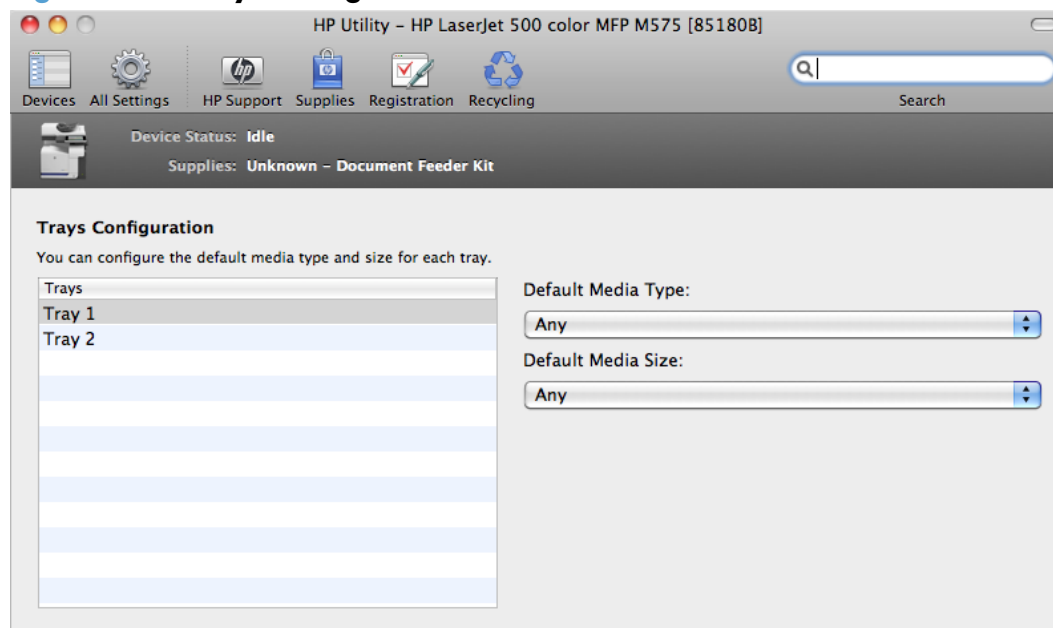 HP Utility – HP LaserJet 500 color MFP M575 [85180B]
hp
Devices All Settings HP Support Supplies Registration Recycling Search
Device Status: Idle
Supplies: Unknown – Document Feeder Kit
Trays Configuration
You can configure the default media type and size for each tray.
Trays
Tray 1
Tray 2
Default Media Type:
Any
Default Media Size:
Any